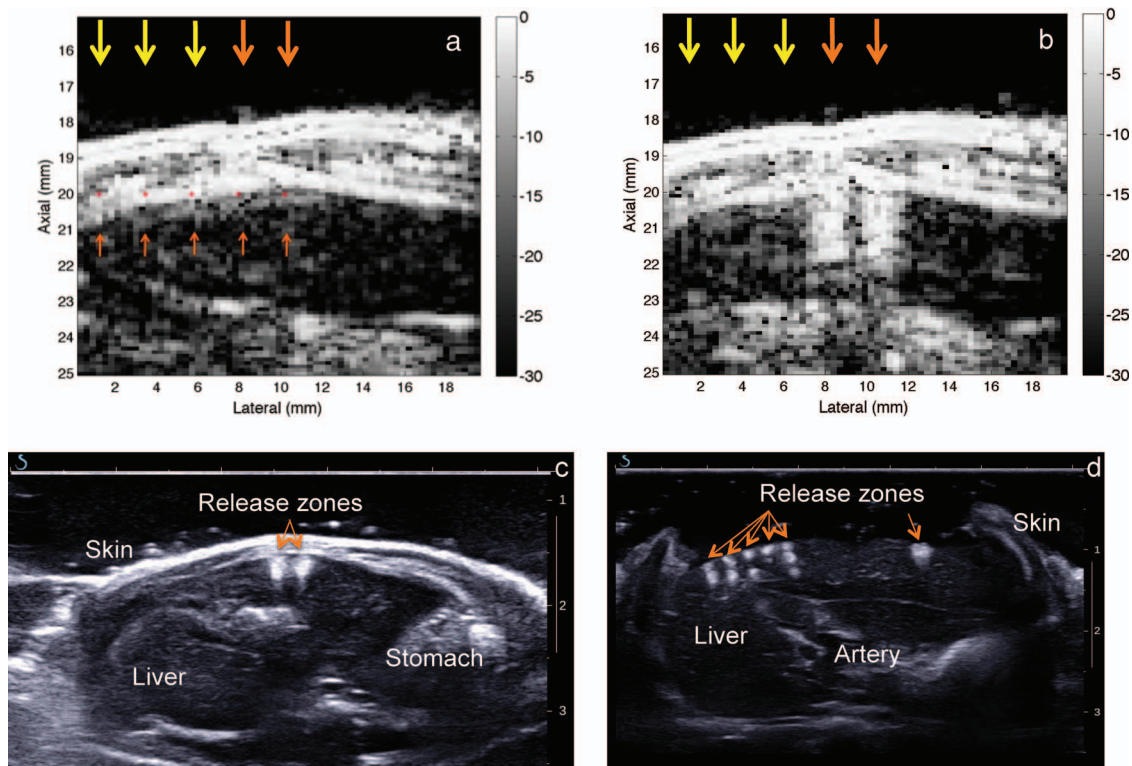 a
16
17
18
19
20
21
22
23
24
25
Axial (mm)
2 4 6 8 10 12 14 16 18
Lateral (mm)
0
-5
-10
-15
-20
-25
-30
b
16
17
18
19
20
21
22
23
24
25
Axial (mm)
2 4 6 8 10 12 14 16 18
Lateral (mm)
0
-5
-10
-15
-20
-25
-30
S
c
Release zones
Skin
Liver
Stomach
1
2
3
S
d
Release zones
Skin
Liver
Artery
1
2
3